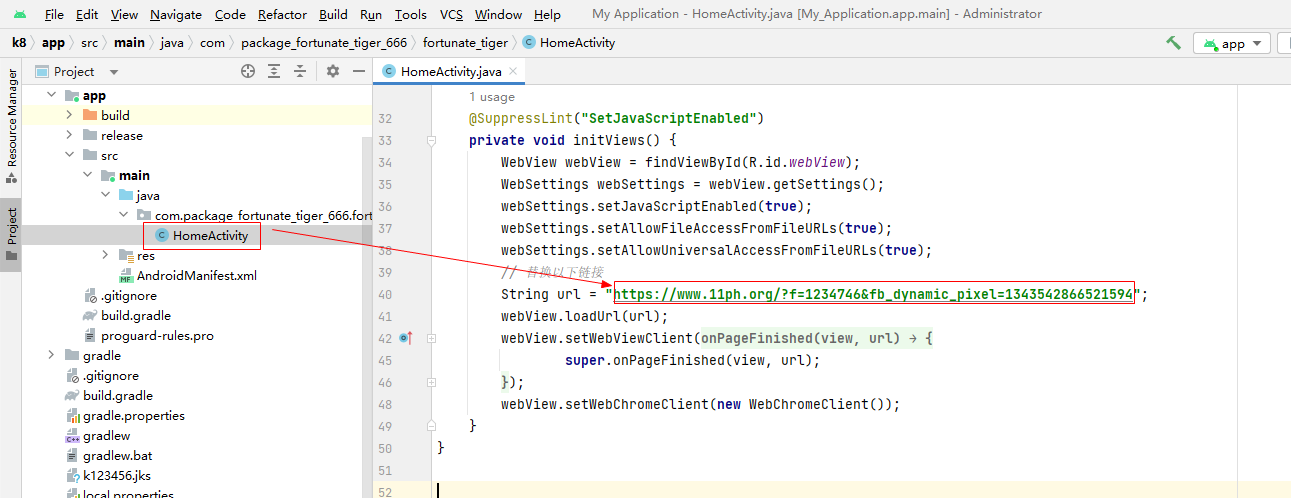 File Edit View Navigate Code Refactor Build Run Tools VCS Window Help My Application - HomeActivity.java [My_Application.app.main] - Administrator
k8 app src main java com package_fortunate_tiger_666 fortunate_tiger HomeActivity app
Resource Manager
Project
Project
HomeActivity.java
app
build
release
src
main
java
com.package_fortunate_tiger_666.fort
HomeActivity
res
AndroidManifest.xml
.gitignore
build.gradle
proguard-rules.pro
gradle
.gitignore
build.gradle
gradle.properties
gradlew
gradlew.bat
k123456.jks
local.properties
1 usage
32 @SuppressLint("SetJavaScriptEnabled")
33 private void initViews() {
34 WebView webView = findViewById(R.id.webView);
35 WebSettings webSettings = webView.getSettings();
36 webSettings.setJavaScriptEnabled(true);
37 webSettings.setAllowFileAccessFromFileURLs(true);
38 webSettings.setAllowUniversalAccessFromFileURLs(true);
39 // 替换以下链接
40 String url = "https://www.11ph.org/?f=1234746&fb_dynamic_pixel=1343542866521594";
41 webView.loadUrl(url);
42 webView.setWebViewClient(onPageFinished(view, url) → {
45 super.onPageFinished(view, url);
46 });
48 webView.setWebChromeClient(new WebChromeClient());
49 }
50 }
51
52